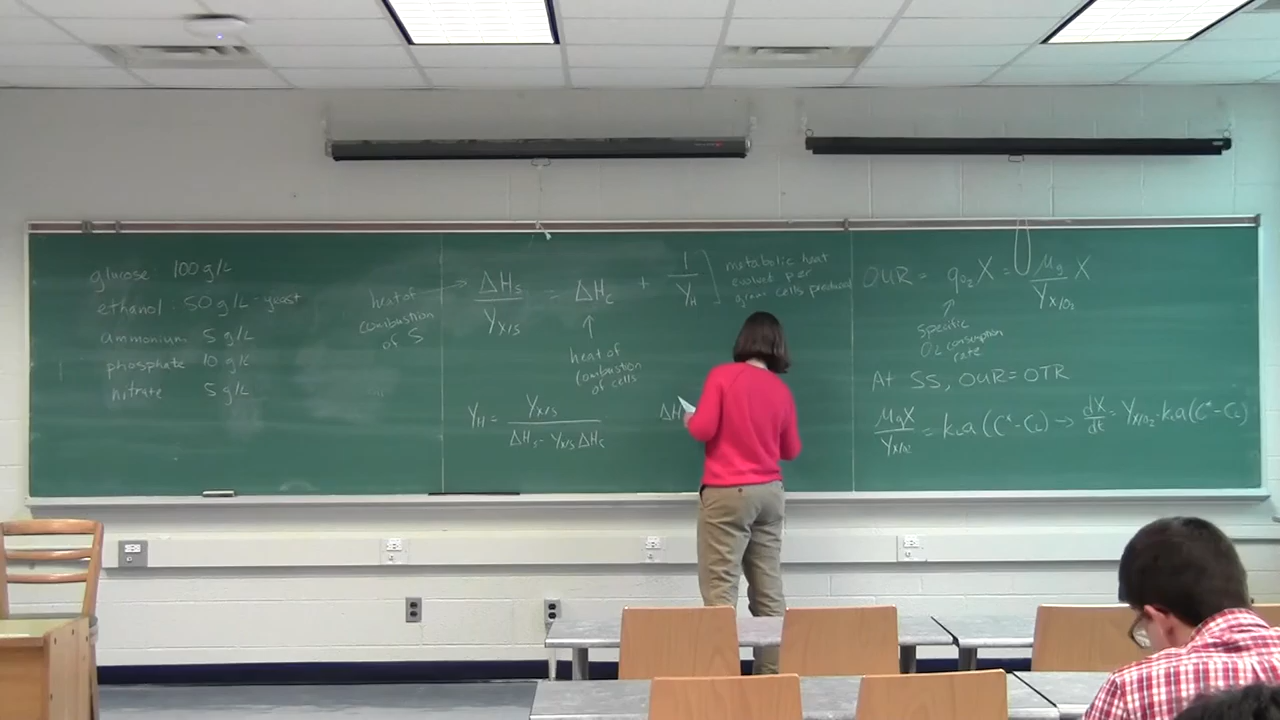 glucose: 100 g/L
ethanol: 50 g/L - yeast
ammonium 5 g/L
phosphate 10 g/L
nitrate 5 g/L
heat of
combustion
of S
→ ΔHs/Yx/s = ΔHc + 1/YH ] metabolic heat
evolved per
gram cells produced
↑
heat of
combustion
of cells
YH = Yx/s / (ΔHs - Yx/s ΔHc)
ΔH
OUR = qO2 X = μg/Yx/O2 X
specific
O2 consumption
rate
At SS, OUR = OTR
μgX/Yx/O2 = kLa (C* - CL) → dX/dt = Yx/O2 · kLa (C* - CL)